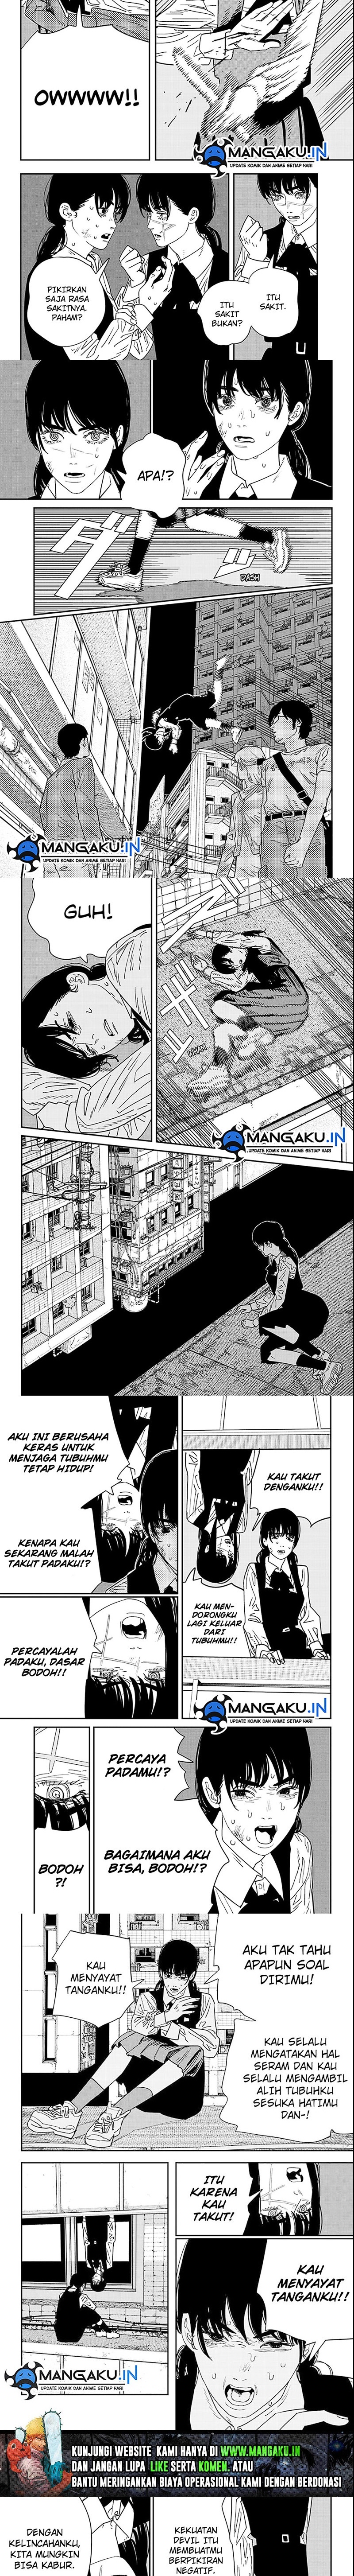 OWWWW!!
MANGAKU.IN
UPDATE KOMIK DAN ANIME SETIAP HARI
PIKIRKAN
SAJA RASA
SAKITNYA.
PAHAM?
ITU
SAKIT
BUKAN?
ITU
SAKIT.
APA!?
ダッ
DASH
MANGAKU.IN
UPDATE KOMIK DAN ANIME SETIAP HARI
GUH!
MANGAKU.IN
UPDATE KOMIK DAN ANIME SETIAP HARI
AKU INI BERUSAHA
KERAS UNTUK
MENJAGA TUBUHMU
TETAP HIDUP!
KENAPA KAU
SEKARANG MALAH
TAKUT PADAKU!?
KAU TAKUT
DENGANKU!!
KAU MEN-
DORONGKU
LAGI KELUAR
DARI
TUBUHMU!!
PERCAYALAH
PADAKU, DASAR
BODOH!!
MANGAKU.IN
UPDATE KOMIK DAN ANIME SETIAP HARI
PERCAYA
PADAMU!?
BAGAIMANA AKU
BISA, BODOH!?
BODOH
?!
AKU TAK TAHU
APAPUN SOAL
DIRIMU!
KAU
MENYAYAT
TANGANKU!!
KAU SELALU
MENGATAKAN HAL
SERAM DAN KAU
SELALU MENGAMBIL
ALIH TUBUHKU
SESUKA HATIMU
DAN-!
ITU
KARENA
KAU
TAKUT!
KAU
MENYAYAT
TANGANKU!!
MANGAKU.IN
UPDATE KOMIK DAN ANIME SETIAP HARI
KUNJUNGI WEBSITE KAMI HANYA DI WWW.MANGAKU.IN
DAN JANGAN LUPA LIKE SERTA KOMEN. ATAU
BANTU MERINGANKAN BIAYA OPERASIONAL KAMI DENGAN BERDONASI
DENGAN
KELINCAHANKU,
KITA MUNGKIN
BISA KABUR.
KEKUATAN
DEVIL ITU
MEMBUATMU
BERPIKIRAN
NEGATIF.